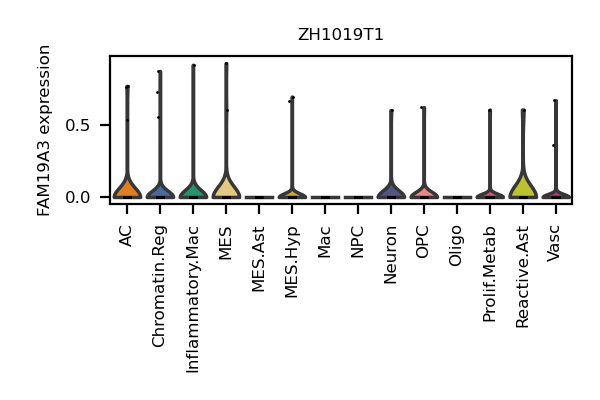 ZH1019T1
FAM19A3 expression
0.5
0.0
AC
Chromatin.Reg
Inflammatory.Mac
MES
MES.Ast
MES.Hyp
Mac
NPC
Neuron
OPC
Oligo
Prolif.Metab
Reactive.Ast
Vasc